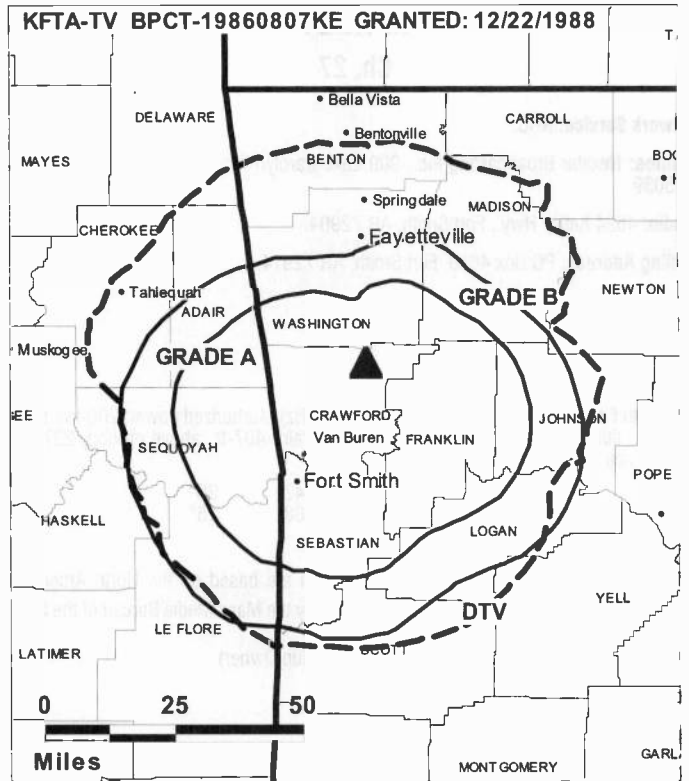 KFTA-TV BPCT-19860807KE GRANTED: 12/22/1988
DELAWARE
Bella Vista
CARROLL
Bentonville
MAYES
BENTON
Springdale
MADISON
CHEROKEE
Fayetteville
Tahlequah
GRADE B
NEWTON
ADAIR
WASHINGTON
Muskogee
GRADE A
CRAWFORD
JOHNSON
Van Buren
FRANKLIN
SEQUOYAH
POPE
Fort Smith
HASKELL
LOGAN
SEBASTIAN
YELL
DTV
LE FLORE
SCOTT
LATIMER
0 25 50
Miles
MONTGOMERY
GARL